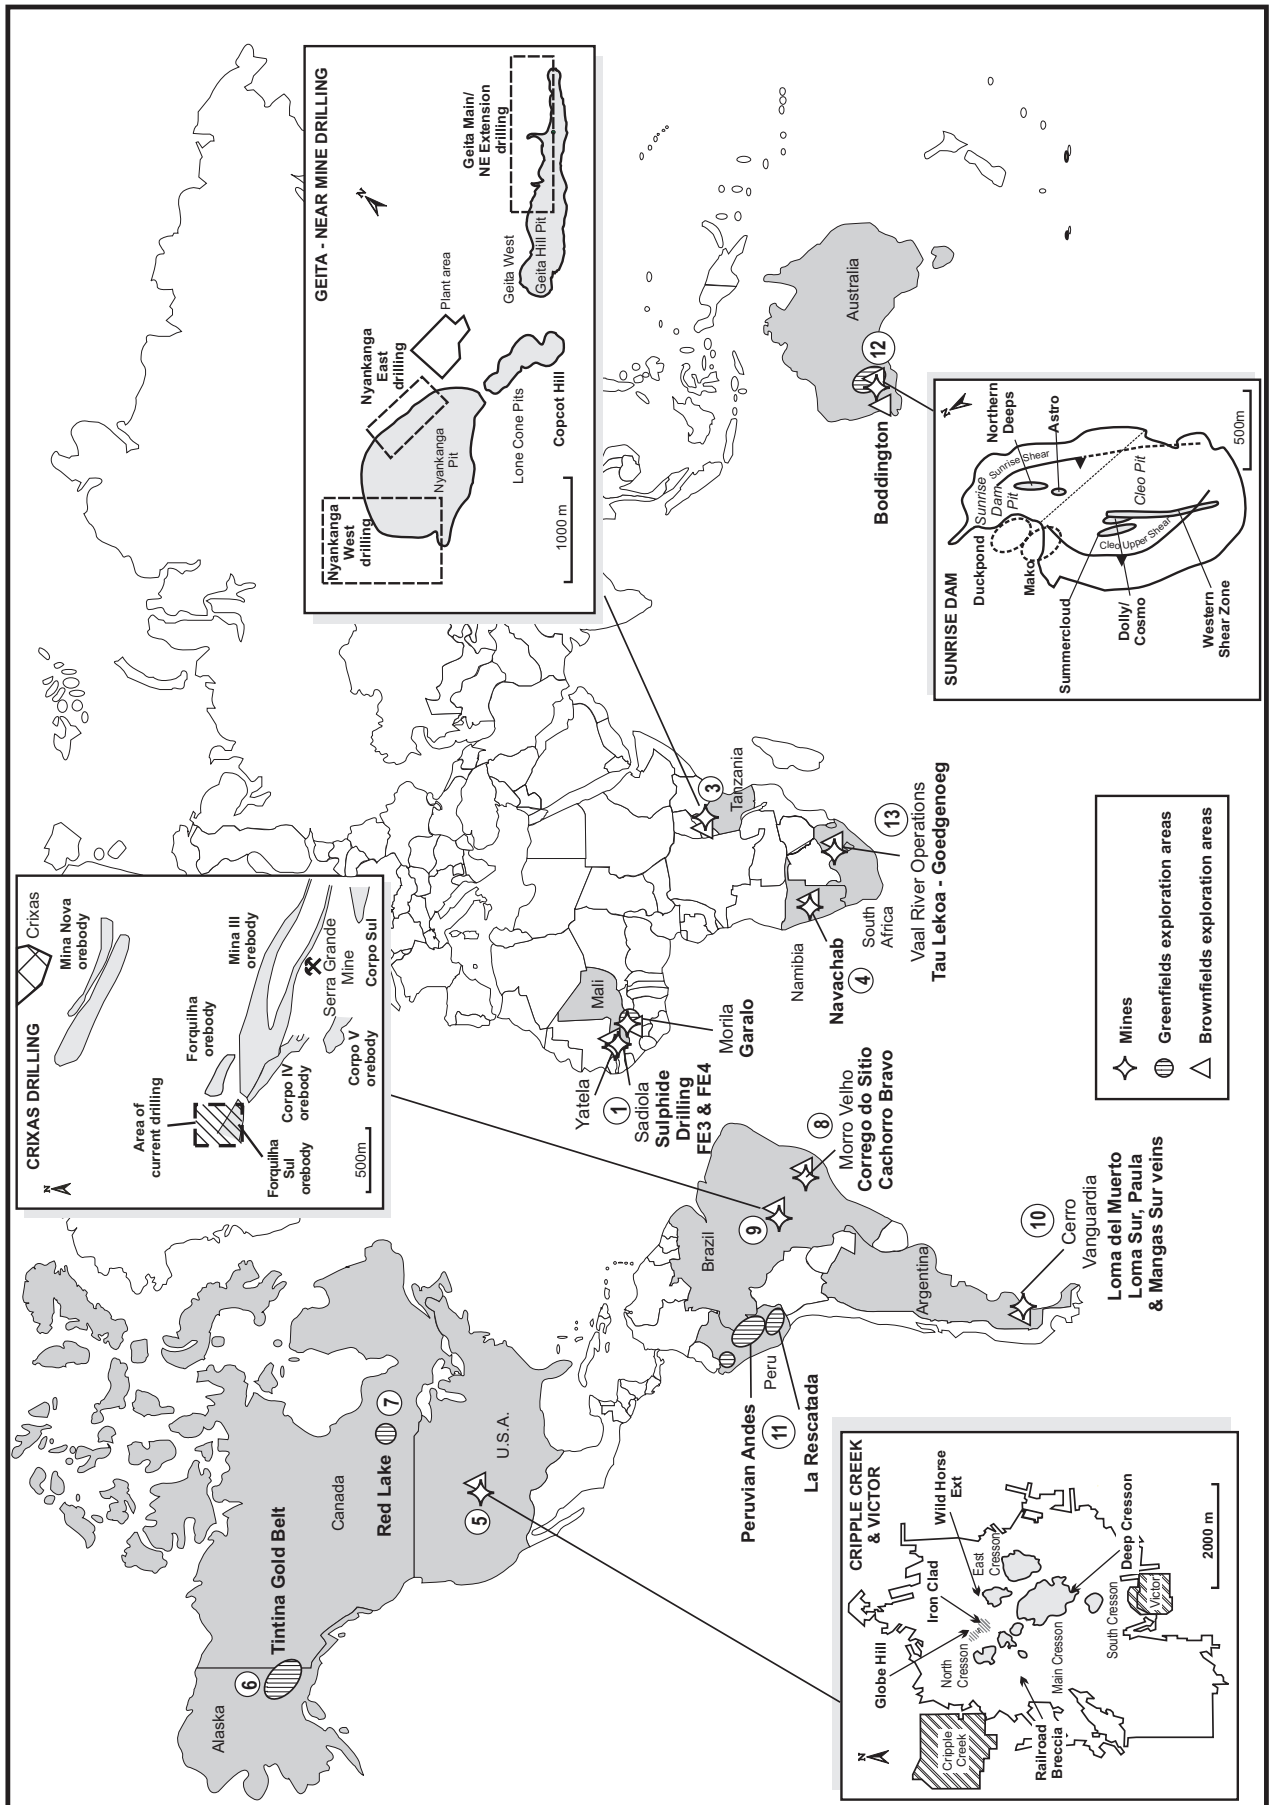 Alaska
6
Tintina Gold Belt
Canada
Red Lake
7
U.S.A.
5
CRIPPLE CREEK
& VICTOR
N
Cripple
Creek
Globe Hill
Iron Clad
Wild Horse
Ext
North
Cresson
East
Cresson
Railroad
Breccia
Main Cresson
South Cresson
Deep Cresson
Victor
2000 m
Peruvian Andes
11
Peru
La Rescatada
Brazil
9
8
Morro Velho
Corrego do Sitio
Cachorro Bravo
Argentina
10
Cerro
Vanguardia
Loma del Muerto
Loma Sur, Paula
& Mangas Sur veins
CRIXAS DRILLING
N
Crixas
Mina Nova
orebody
Area of
current drilling
Forquilha
orebody
Mina III
orebody
Forquilha
Sul
orebody
Corpo IV
orebody
Serra Grande
Mine
Corpo V
orebody
Corpo Sul
500m
Yatela
1
Sadiola
Sulphide
Drilling
FE3 & FE4
Mali
Morila
Garalo
Namibia
Navachab
4
South
Africa
13
Vaal River Operations
Tau Lekoa - Goedgenoeg
3
Tanzania
GEITA - NEAR MINE DRILLING
N
Nyankanga
West
drilling
Nyankanga
East
drilling
Nyankanga
Pit
Plant area
Geita Main/
NE Extension
drilling
Geita West
Geita Hill Pit
Lone Cone Pits
Copcot Hill
1000 m
Australia
12
Boddington
SUNRISE DAM
N
Duckpond
Sunrise
Dam
Pit
Sunrise Shear
Northern
Deeps
Astro
Mako
Summercloud
Cleo Upper Shear
Cleo Pit
Dolly/
Cosmo
Western
Shear Zone
500m
Mines
Greenfields exploration areas
Brownfields exploration areas